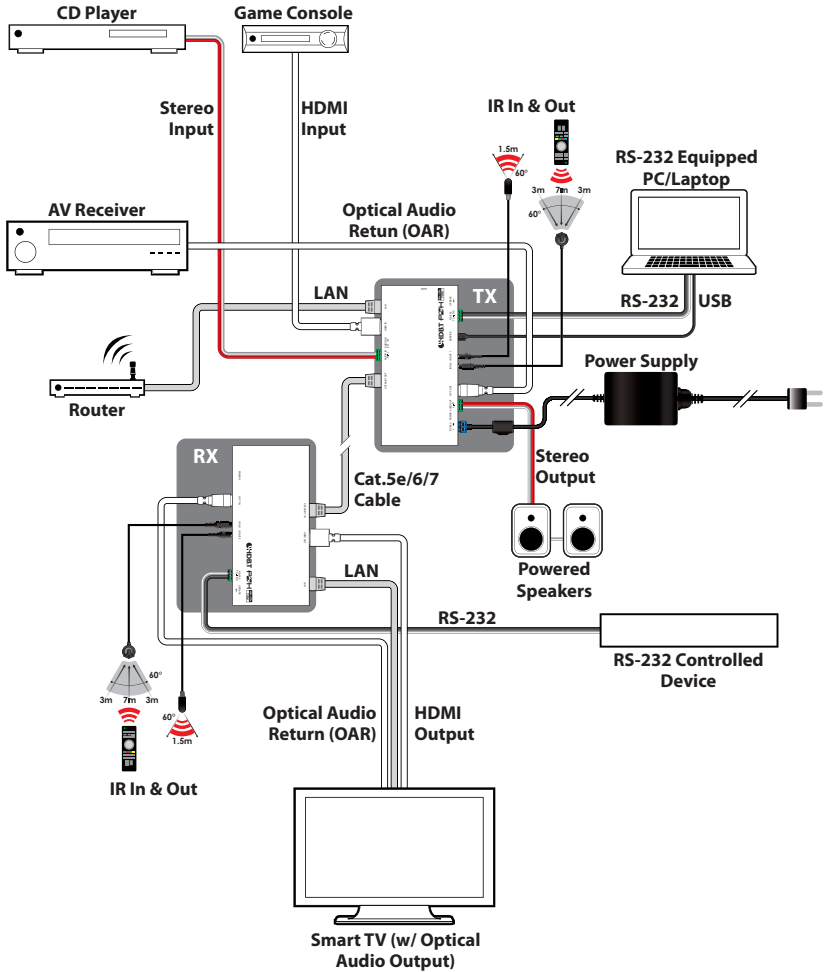 CD Player
Game Console
Stereo
Input
HDMI
Input
IR In & Out
1.5m
60°
3m 7m 3m
60°
RS-232 Equipped
PC/Laptop
AV Receiver
Optical Audio
Retun (OAR)
LAN
TX
RS-232
USB
Router
Power Supply
RX
Cat.5e/6/7
Cable
Stereo
Output
LAN
Powered
Speakers
RS-232
RS-232 Controlled
Device
60°
3m 7m 3m
60°
1.5m
IR In & Out
Optical Audio
Return (OAR)
HDMI
Output
Smart TV (w/ Optical
Audio Output)